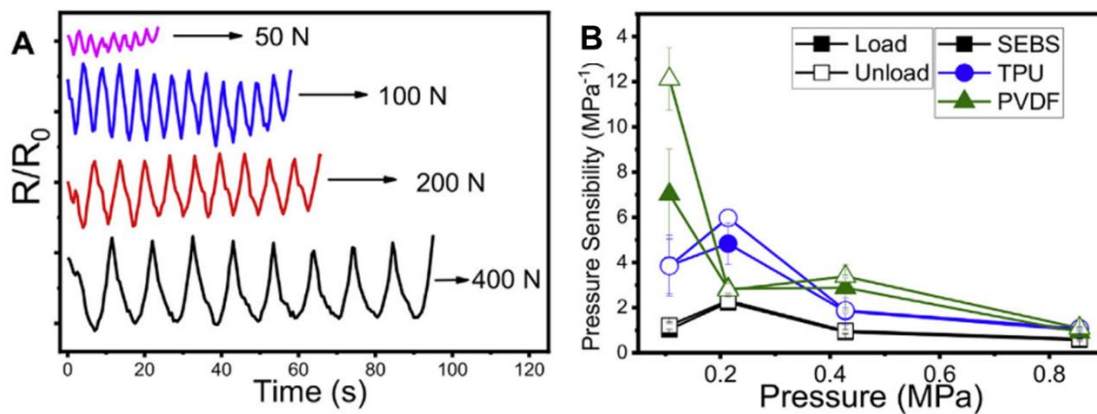 A
R/R0
50 N
100 N
200 N
400 N
0 20 40 60 80 100 120
Time (s)
B
Pressure Sensibility (MPa-1)
4
12
10
8
6
4
2
0
Load
Unload
SEBS
TPU
PVDF
0.2 0.4 0.6 0.8
Pressure (MPa)